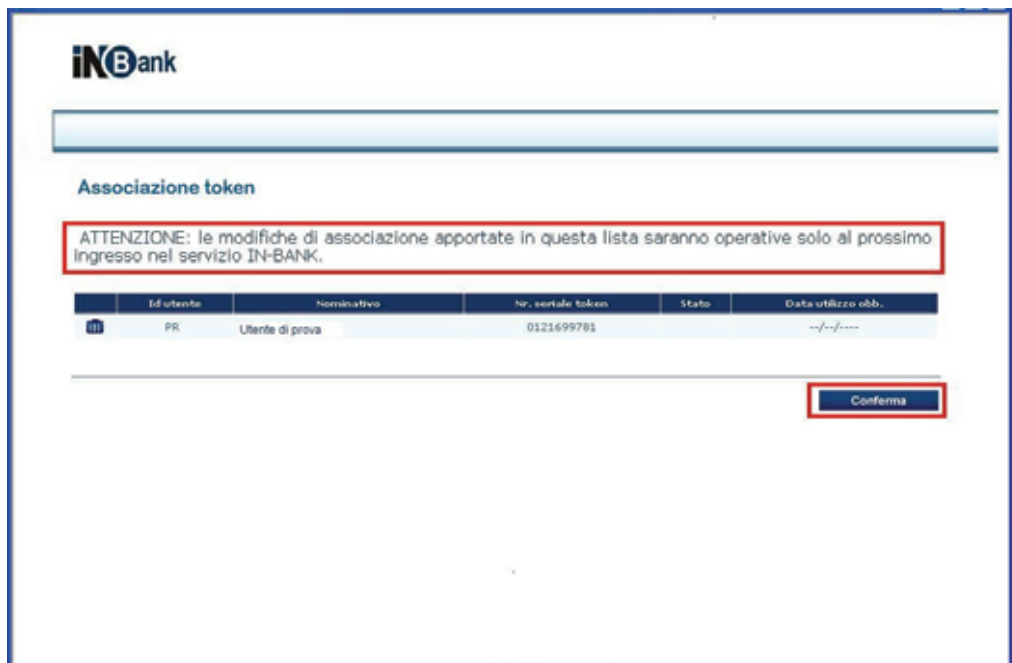 iNBank
Associazione token
ATTENZIONE: le modifiche di associazione apportate in questa lista saranno operative solo al prossimo
ingresso nel servizio IN-BANK.
Id utente Nominativo Nr. seriale token Stato Data utilizzo obb.
PR Utente di prova 0121699781 --/--/----
Conferma